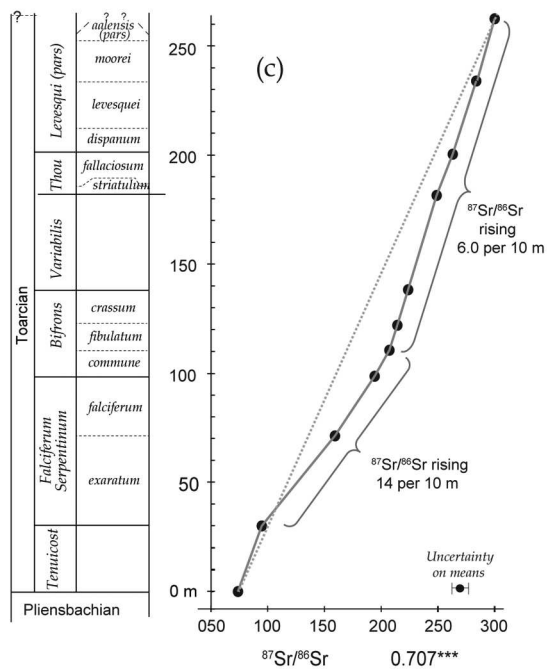 ?
? ?
aalensis
(pars)
moorei
levesquei
dispanum
fallaciosum
striatulum
crassum
fibulatum
commune
falciferum
exaratum
Levesqui (pars)
Thou
Variabilis
Bifrons
Falciferum
Serpentinum
Tenuicost
Toarcian
Pliensbachian
250
200
150
100
50
0 m
(c)
87Sr/86Sr
rising
6.0 per 10 m
87Sr/86Sr rising
14 per 10 m
Uncertainty
on means
050 100 150 200 250 300
87Sr/86Sr 0.707***